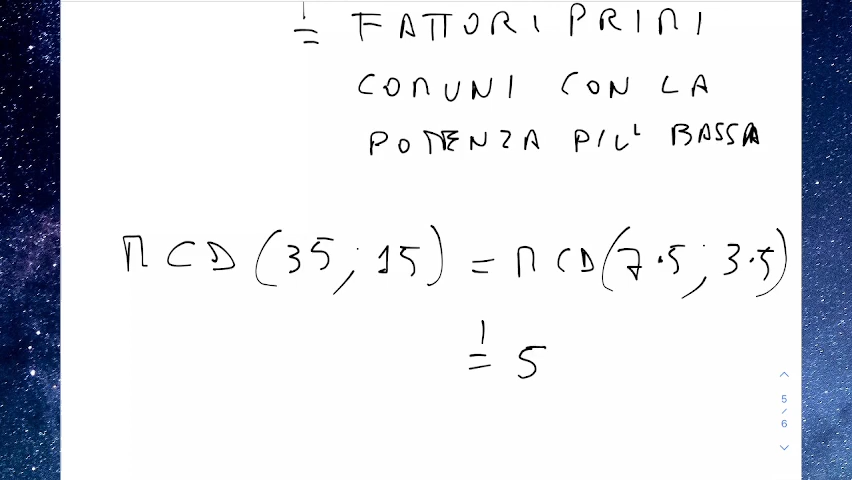 ! = FATTORI PRIMI
COMUNI CON LA
POTENZA PIU' BASSA
MCD (35; 15) = MCD(7·5; 3·5)
! = 5
5
/
6